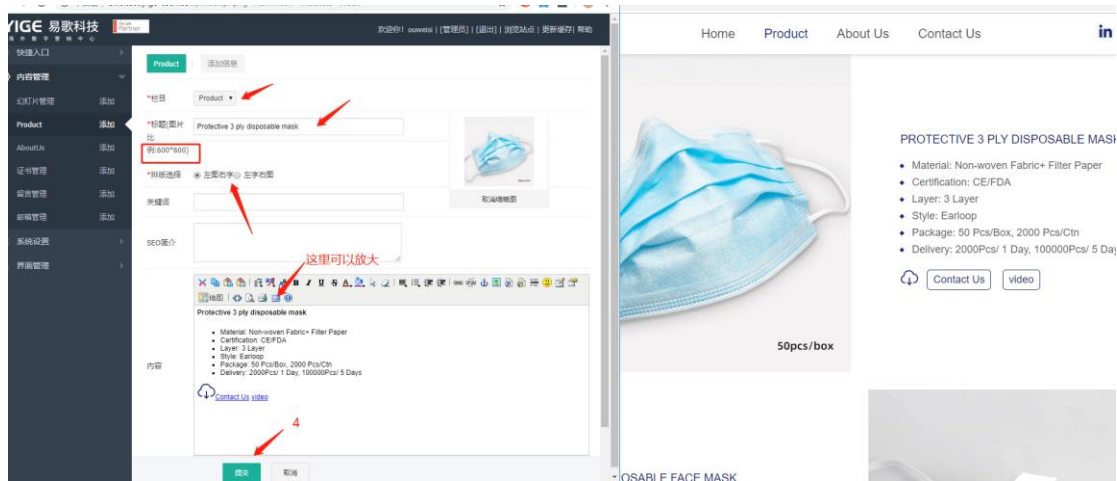 YIGE 易歌科技
欢迎你! ouweisi | [管理员] | [退出] | 浏览站点 | 更新缓存| 帮助
快捷入口
内容管理
幻灯片管理 添加
Product 添加
AboutUs 添加
证书管理 添加
留言管理 添加
邮箱管理 添加
系统设置
界面管理
Product 添加信息
*栏目 Product
*标题(图片比例:600*600) Protective 3 ply disposable mask
取消缩略图
*排版选择 左图右字 左字右图
关键词
SEO简介
这里可以放大
地图
内容
Protective 3 ply disposable mask
Material: Non-woven Fabric+ Filter Paper
Certification: CE/FDA
Layer: 3 Layer
Style: Earloop
Package: 50 Pcs/Box, 2000 Pcs/Ctn
Delivery: 2000Pcs/ 1 Day, 100000Pcs/ 5 Days
Contact Us video
4
提交 取消
Home Product About Us Contact Us in
50pcs/box
PROTECTIVE 3 PLY DISPOSABLE MASK
Material: Non-woven Fabric+ Filter Paper
Certification: CE/FDA
Layer: 3 Layer
Style: Earloop
Package: 50 Pcs/Box, 2000 Pcs/Ctn
Delivery: 2000Pcs/ 1 Day, 100000Pcs/ 5 Day
Contact Us video
OSABLE FACE MASK